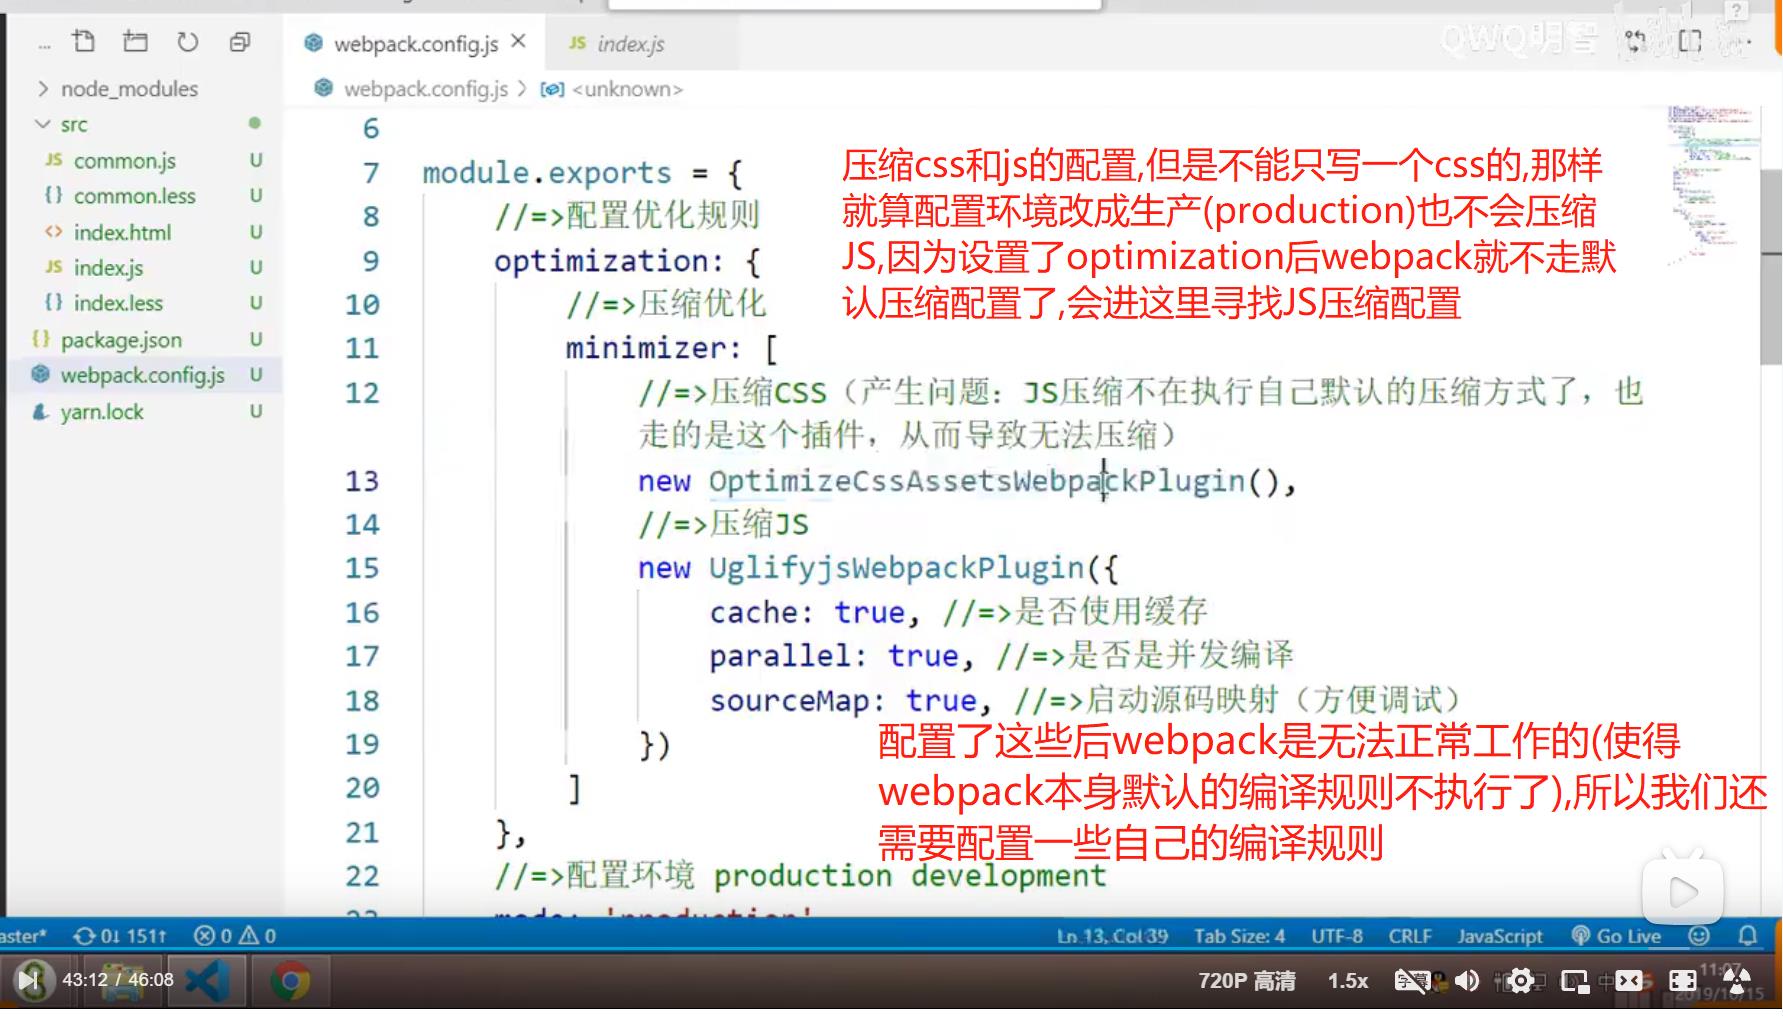 ... webpack.config.js × JS index.js
QWQ明智
node_modules
webpack.config.js > <unknown>
src
JS common.js U
{} common.less U
<> index.html U
JS index.js U
{} index.less U
{} package.json U
webpack.config.js U
yarn.lock U
6
7 module.exports = {
8 //=>配置优化规则
9 optimization: {
10 //=>压缩优化
11 minimizer: [
12 //=>压缩CSS（产生问题：JS压缩不在执行自己默认的压缩方式了，也
走的是这个插件，从而导致无法压缩）
13 new OptimizeCssAssetsWebpackPlugin(),
14 //=>压缩JS
15 new UglifyjsWebpackPlugin({
16 cache: true, //=>是否使用缓存
17 parallel: true, //=>是否是并发编译
18 sourceMap: true, //=>启动源码映射（方便调试）
19 })
20 ]
21 },
22 //=>配置环境 production development
23 mode: 'production'
压缩css和js的配置,但是不能只写一个css的,那样
就算配置环境改成生产(production)也不会压缩
JS,因为设置了optimization后webpack就不走默
认压缩配置了,会进这里寻找JS压缩配置
配置了这些后webpack是无法正常工作的(使得
webpack本身默认的编译规则不执行了),所以我们还
需要配置一些自己的编译规则
aster* 0↓ 151↑ 0 0 Ln 13, Col 39 Tab Size: 4 UTF-8 CRLF JavaScript Go Live
43:12 / 46:08 720P 高清 1.5x 字幕
11:07
2019/10/15